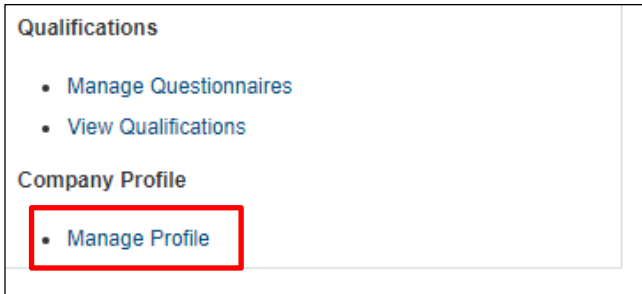 Qualifications
• Manage Questionnaires
• View Qualifications
Company Profile
• Manage Profile